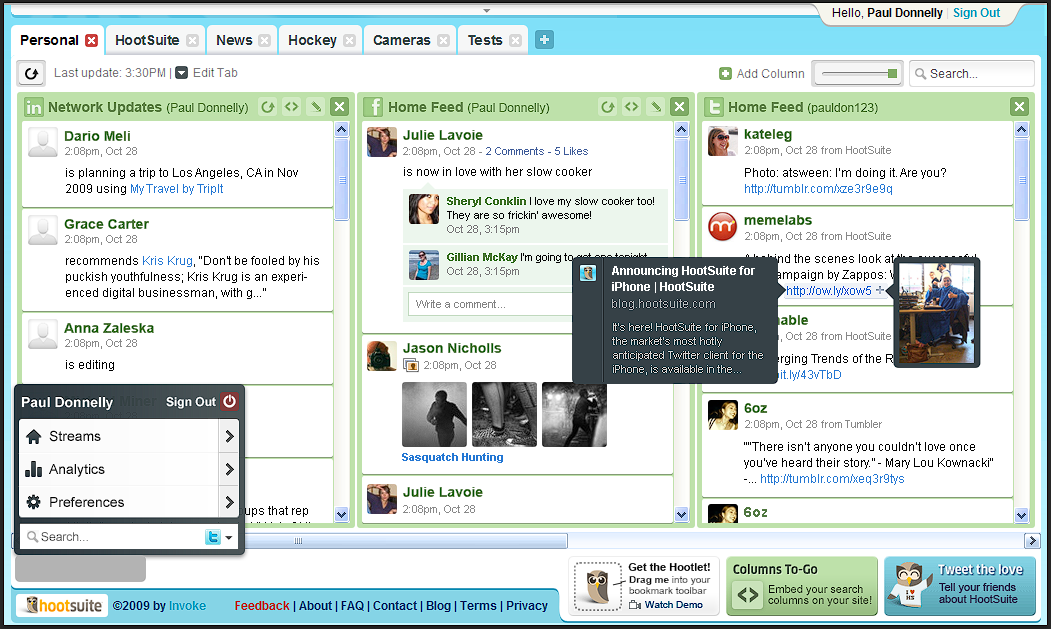 Hello, Paul Donnelly | Sign Out
Personal
HootSuite
News
Hockey
Cameras
Tests
Last update: 3:30PM | Edit Tab
Add Column
Search...
in Network Updates (Paul Donnelly)
Dario Meli
2:08pm, Oct 28
is planning a trip to Los Angeles, CA in Nov
2009 using My Travel by TripIt
Grace Carter
2:08pm, Oct 28
recommends Kris Krug, "Don't be fooled by his
puckish youthfulness; Kris Krug is an experi-
enced digital businessman, with g..."
Anna Zaleska
2:08pm, Oct 28
is editing
ups that rep
Paul Donnelly
Sign Out
Streams
Analytics
Preferences
Search...
f Home Feed (Paul Donnelly)
Julie Lavoie
2:08pm, Oct 28 - 2 Comments - 5 Likes
is now in love with her slow cooker
Sheryl Conklin I love my slow cooker too!
They are so frickin' awesome!
Oct 28, 3:15pm
Gillian McKay I'm going to get one tonight
Oct 28, 3:15pm
Write a comment...
Jason Nicholls
2:08pm, Oct 28
Sasquatch Hunting
Julie Lavoie
2:08pm, Oct 28
Announcing HootSuite for
iPhone | HootSuite
blog.hootsuite.com
It's here! HootSuite for iPhone,
the market's most hotly
anticipated Twitter client for the
iPhone, is available in the...
t Home Feed (pauldon123)
kateleg
2:08pm, Oct 28 from HootSuite
Photo: atsween: I'm doing it. Are you?
http://tumblr.com/xze3r9e9q
memelabs
2:08pm, Oct 28 from HootSuite
A behind the scenes look at the successful
campaign by Zappos:
http://ow.ly/xow5
Oct 28 from HootSuite
erging Trends of the R
bit.ly/43vTbD
6oz
2:08pm, Oct 28 from Tumbler
""There isn't anyone you couldn't love once
you've heard their story." - Mary Lou Kownacki"
-... http://tumblr.com/xeq3r9tys
6oz
hootsuite
©2009 by Invoke
Feedback | About | FAQ | Contact | Blog | Terms | Privacy
Get the Hootlet!
Drag me into your
bookmark toolbar
Watch Demo
Columns To-Go
Embed your search
columns on your site!
Tweet the love
Tell your friends
about HootSuite
I ♥ HS